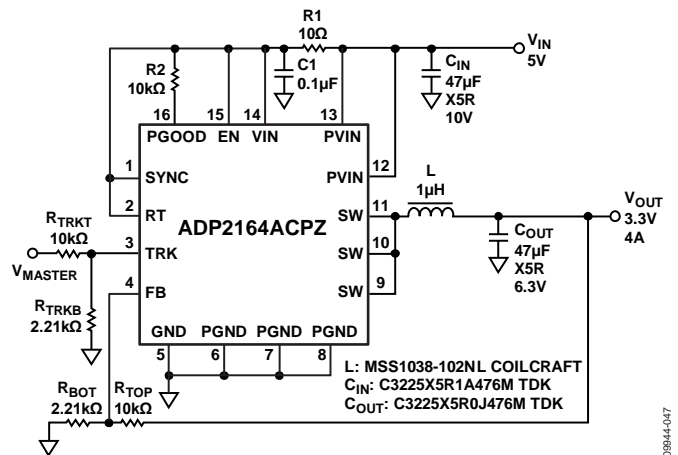 R1
10Ω
VIN
5V
R2
10kΩ
C1
0.1µF
CIN
47µF
X5R
10V
16
15
14
13
PGOOD
EN
VIN
PVIN
1
SYNC
PVIN
12
L
1µH
2
RT
SW
11
VOUT
3.3V
4A
RTRKT
10kΩ
ADP2164ACPZ
COUT
47µF
X5R
6.3V
VMASTER
3
TRK
SW
10
4
FB
SW
9
RTRKB
2.21kΩ
GND
PGND
PGND
PGND
5
6
7
8
L: MSS1038-102NL COILCRAFT
CIN: C3225X5R1A476M TDK
COUT: C3225X5R0J476M TDK
RBOT
2.21kΩ
RTOP
10kΩ
09944-047